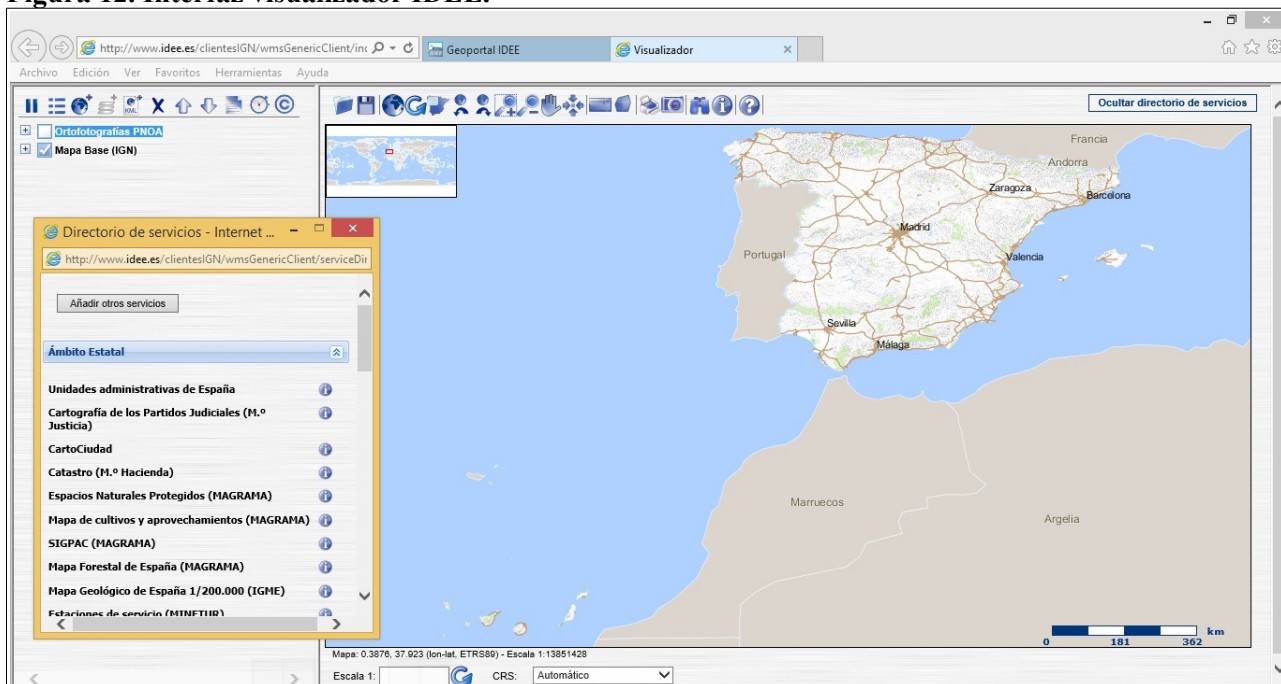 Figura 12. Interfaz visualizador IDEE.
http://www.idee.es/clientesIGN/wmsGenericClient/inc
Geoportal IDEE
Visualizador
Archivo Edición Ver Favoritos Herramientas Ayuda
KML
Ocultar directorio de servicios
Ortofotografías PNOA
Mapa Base (IGN)
Francia
Andorra
Zaragoza
Barcelona
Madrid
Portugal
Valencia
Sevilla
Málaga
Marruecos
Argelia
Directorio de servicios - Internet ...
http://www.idee.es/clientesIGN/wmsGenericClient/serviceDir
Añadir otros servicios
Ámbito Estatal
Unidades administrativas de España
Cartografía de los Partidos Judiciales (M.º
Justicia)
CartoCiudad
Catastro (M.º Hacienda)
Espacios Naturales Protegidos (MAGRAMA)
Mapa de cultivos y aprovechamientos (MAGRAMA)
SIGPAC (MAGRAMA)
Mapa Forestal de España (MAGRAMA)
Mapa Geológico de España 1/200.000 (IGME)
Estaciones de servicio (MINETUR)
km
0 181 362
Mapa: 0.3876, 37.923 (lon-lat, ETRS89) - Escala 1:13851428
Escala 1:
CRS: Automático